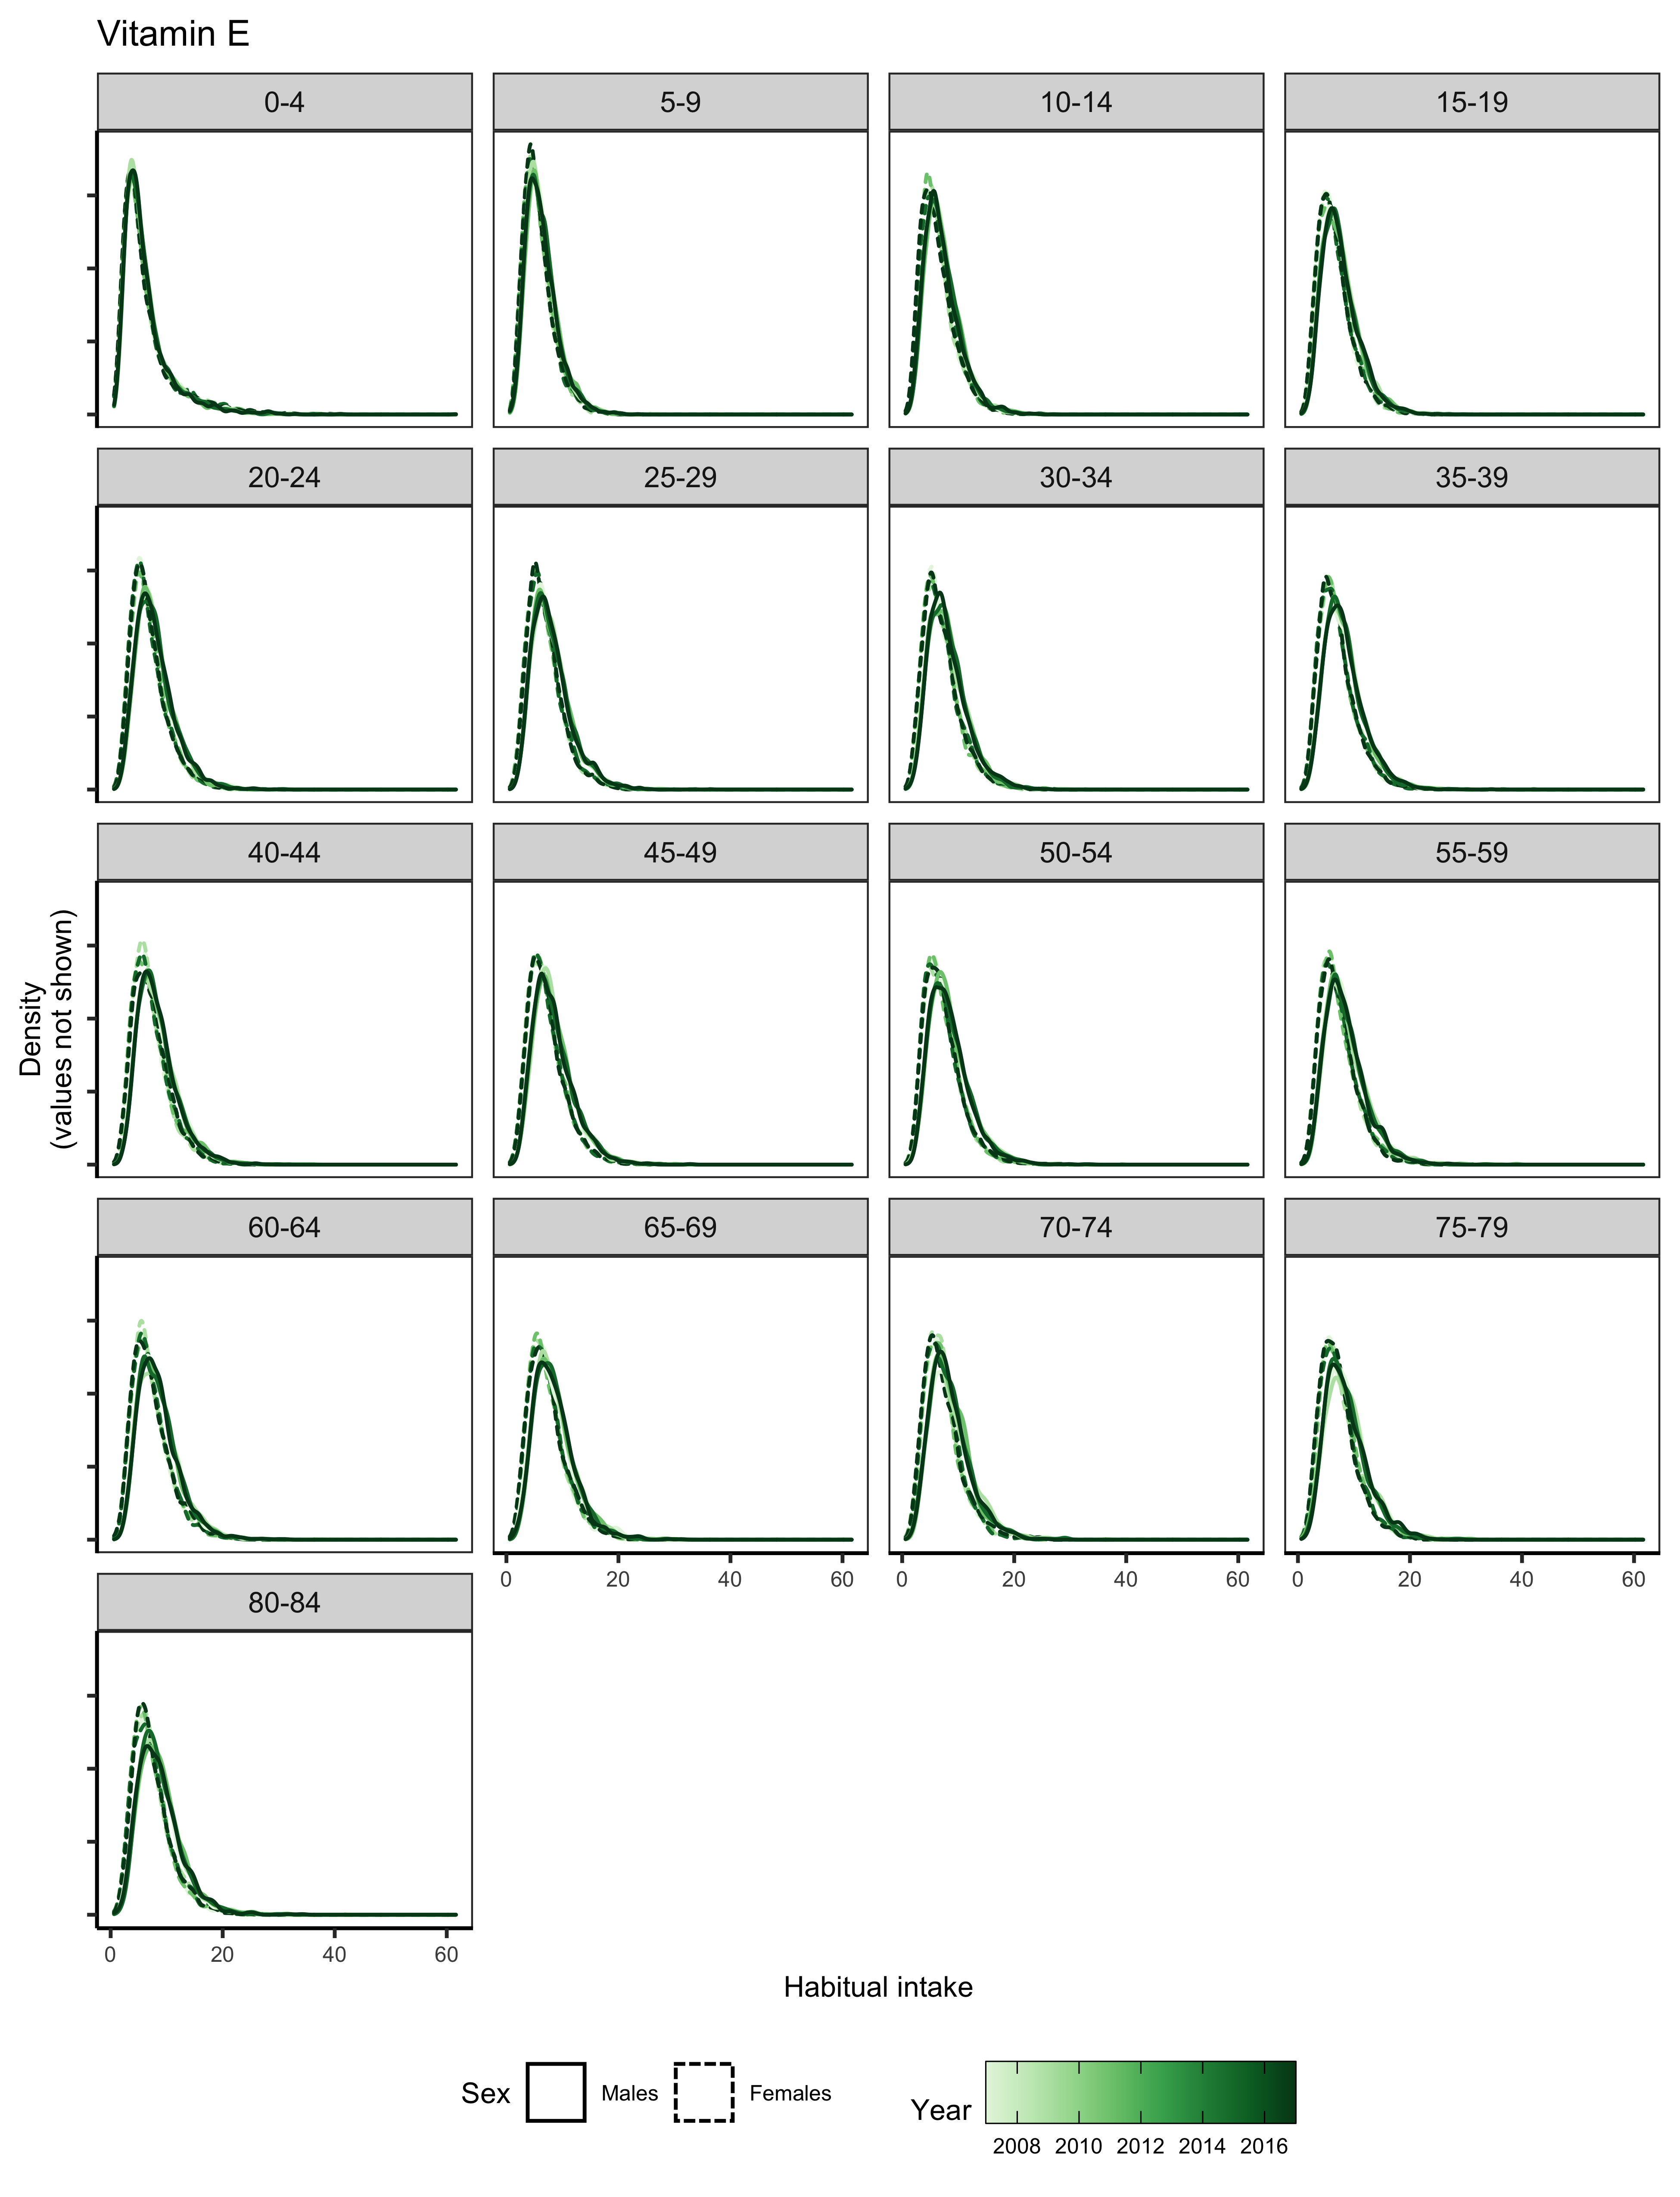 Vitamin E
0-4
5-9
10-14
15-19
20-24
25-29
30-34
35-39
40-44
45-49
50-54
55-59
Density
(values not shown)
60-64
65-69
70-74
75-79
0 20 40 60
0 20 40 60
0 20 40 60
80-84
0 20 40 60
Habitual intake
Sex
Males
Females
Year
2008 2010 2012 2014 2016